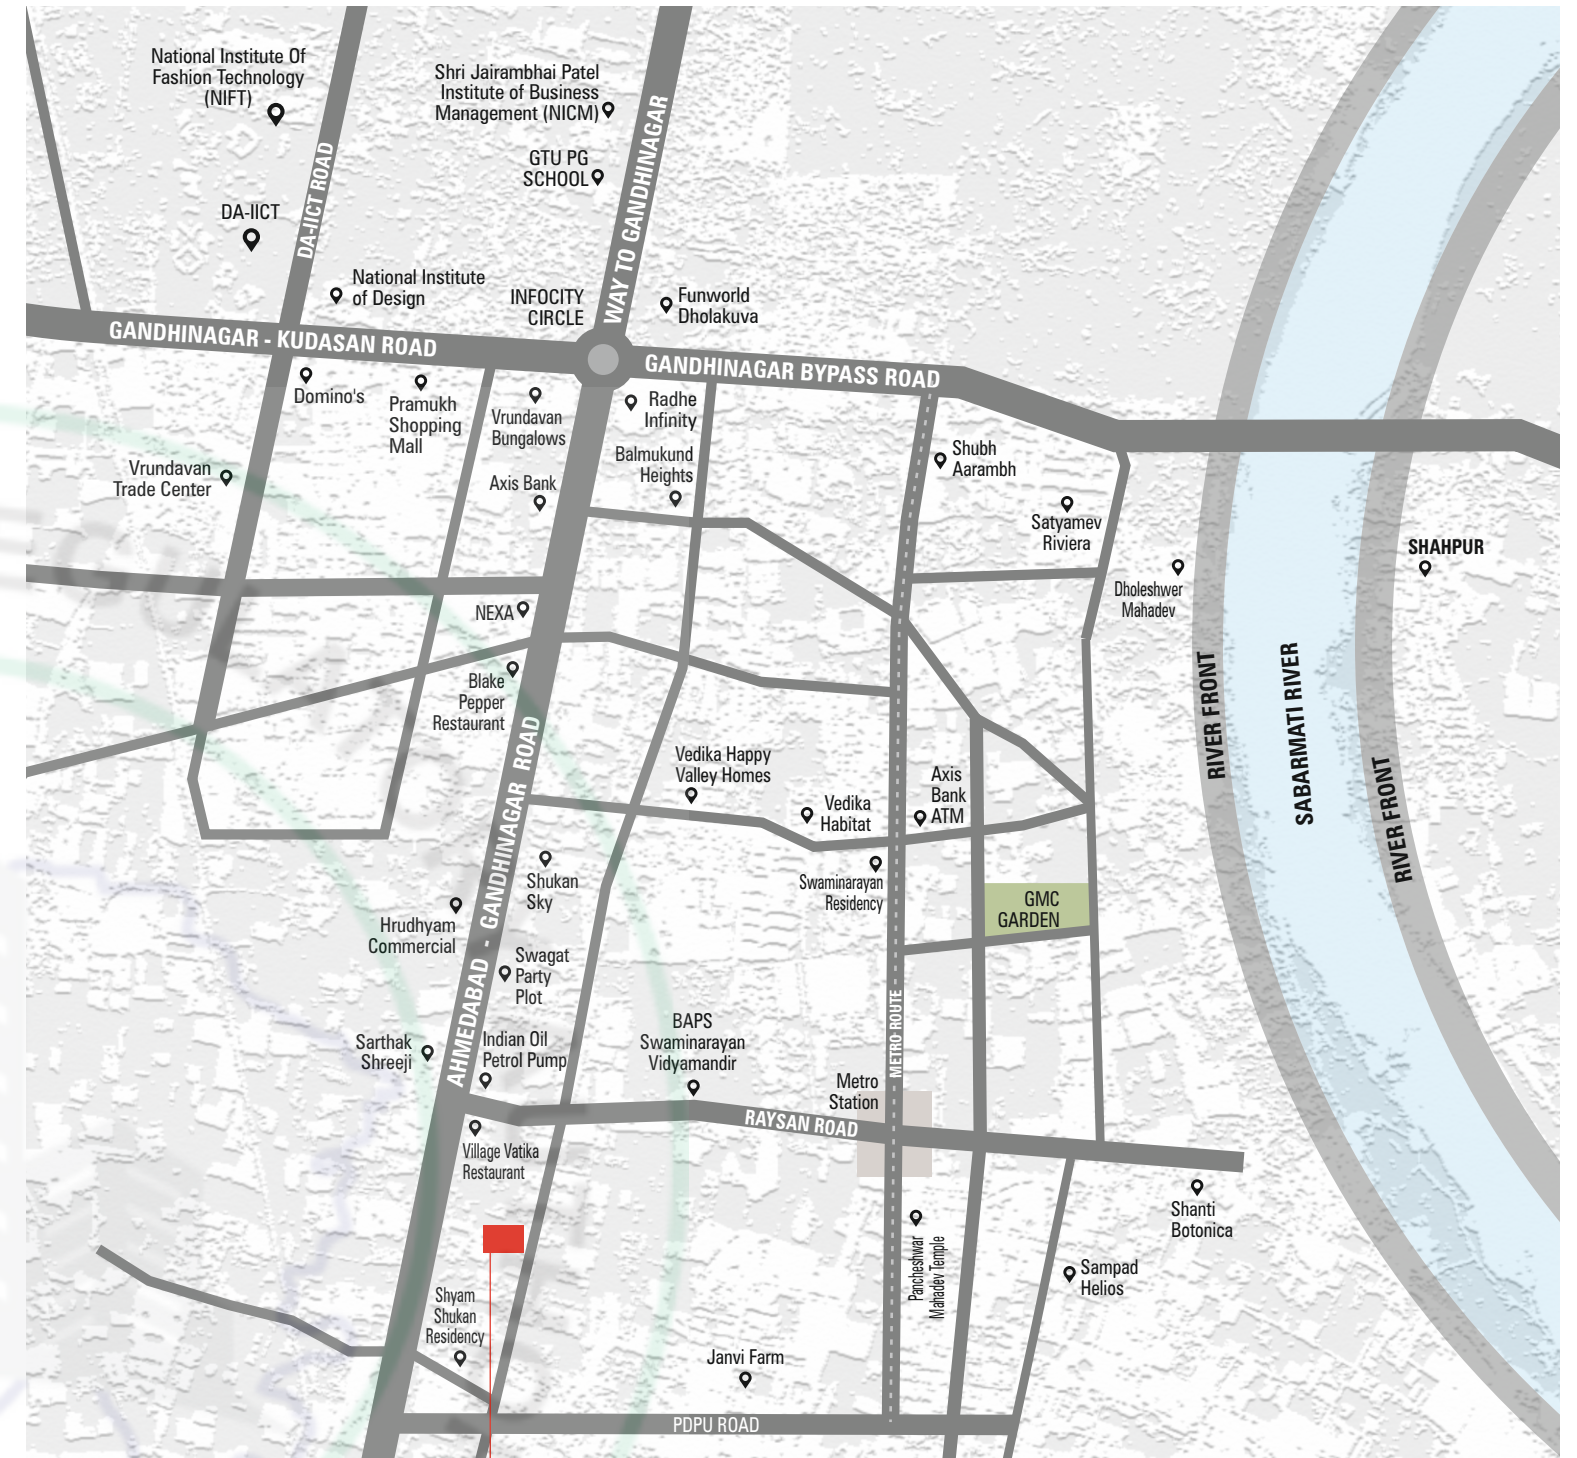 National Institute Of
Fashion Technology
(NIFT)
Shri Jairambhai Patel
Institute of Business
Management (NICM)
GTU PG
SCHOOL
DA-IICT ROAD
WAY TO GANDHINAGAR
DA-IICT
National Institute
of Design
INFOCITY
CIRCLE
Funworld
Dholakuva
GANDHINAGAR - KUDASAN ROAD
GANDHINAGAR BYPASS ROAD
Domino's
Pramukh
Shopping
Mall
Vrundavan
Bungalows
Radhe
Infinity
Balmukund
Heights
Shubh
Aarambh
Vrundavan
Trade Center
Axis Bank
Satyamev
Riviera
SHAHPUR
Dholeshwer
Mahadev
NEXA
Blake
Pepper
Restaurant
RIVER FRONT
SABARMATI RIVER
RIVER FRONT
AHMEDABAD - GANDHINAGAR ROAD
Vedika Happy
Valley Homes
Vedika
Habitat
Axis
Bank
ATM
Shukan
Sky
Swaminarayan
Residency
GMC
GARDEN
Hrudhyam
Commercial
Swagat
Party
Plot
METRO ROUTE
BAPS
Swaminarayan
Vidyamandir
Sarthak
Shreeji
Indian Oil
Petrol Pump
Metro
Station
RAYSAN ROAD
Village Vatika
Restaurant
Shanti
Botonica
Pancheshwar
Mahadev Temple
Sampad
Helios
Shyam
Shukan
Residency
Janvi Farm
PDPU ROAD